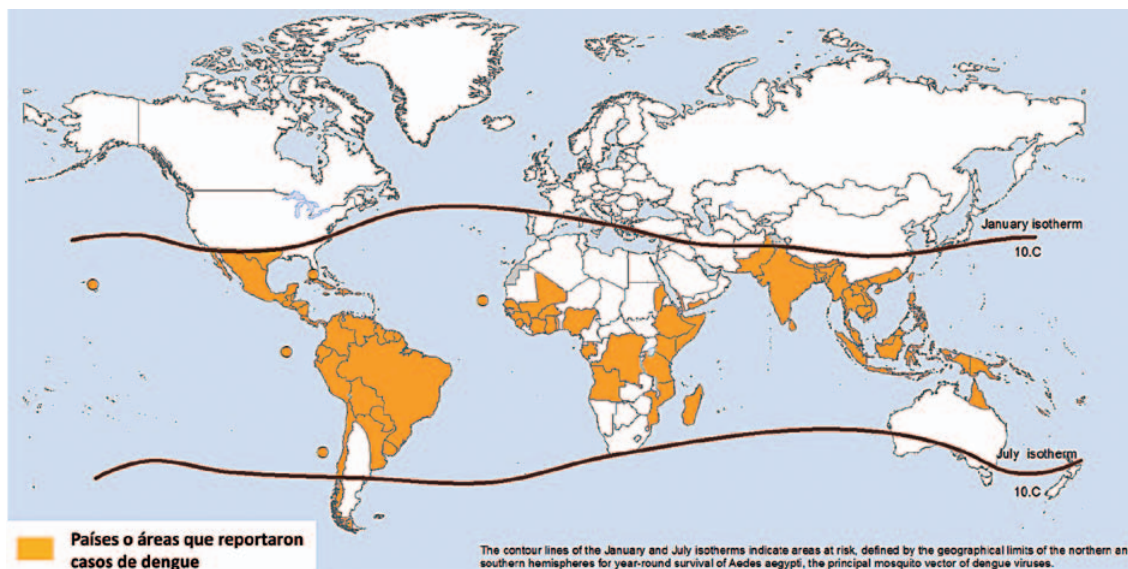 January isotherm
10.C
July isotherm
10.C
Países o áreas que reportaron
casos de dengue
The contour lines of the January and July isotherms indicate areas at risk, defined by the geographical limits of the northern an
southern hemispheres for year-round survival of Aedes aegypti, the principal mosquito vector of dengue viruses.